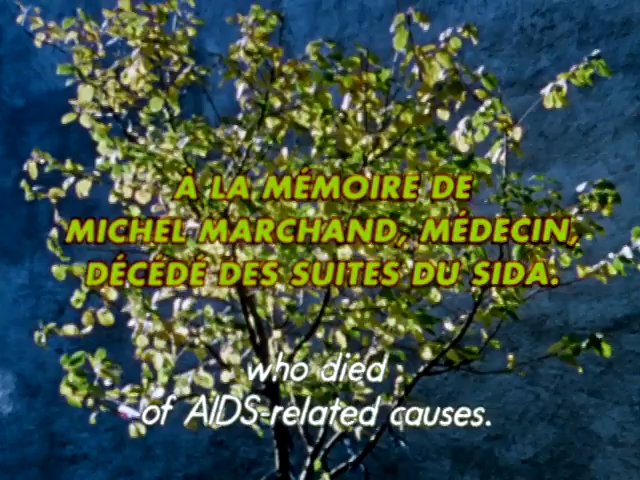 À LA MÉMOIRE DE
MICHEL MARCHAND, MÉDECIN,
DÉCÉDÉ DES SUITES DU SIDA.
who died
of AIDS-related causes.